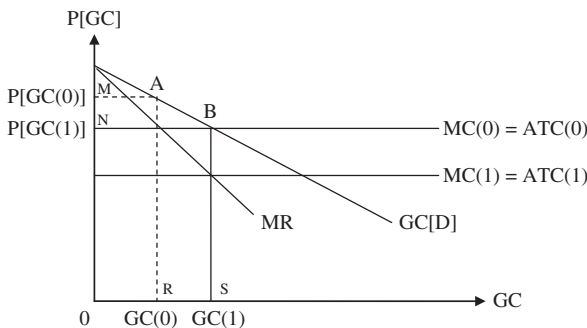 P[GC]
A
P[GC(0)] M
B
P[GC(1)] N MC(0) = ATC(0)
MC(1) = ATC(1)
MR GC[D]
R S
GC
0 GC(0) GC(1)